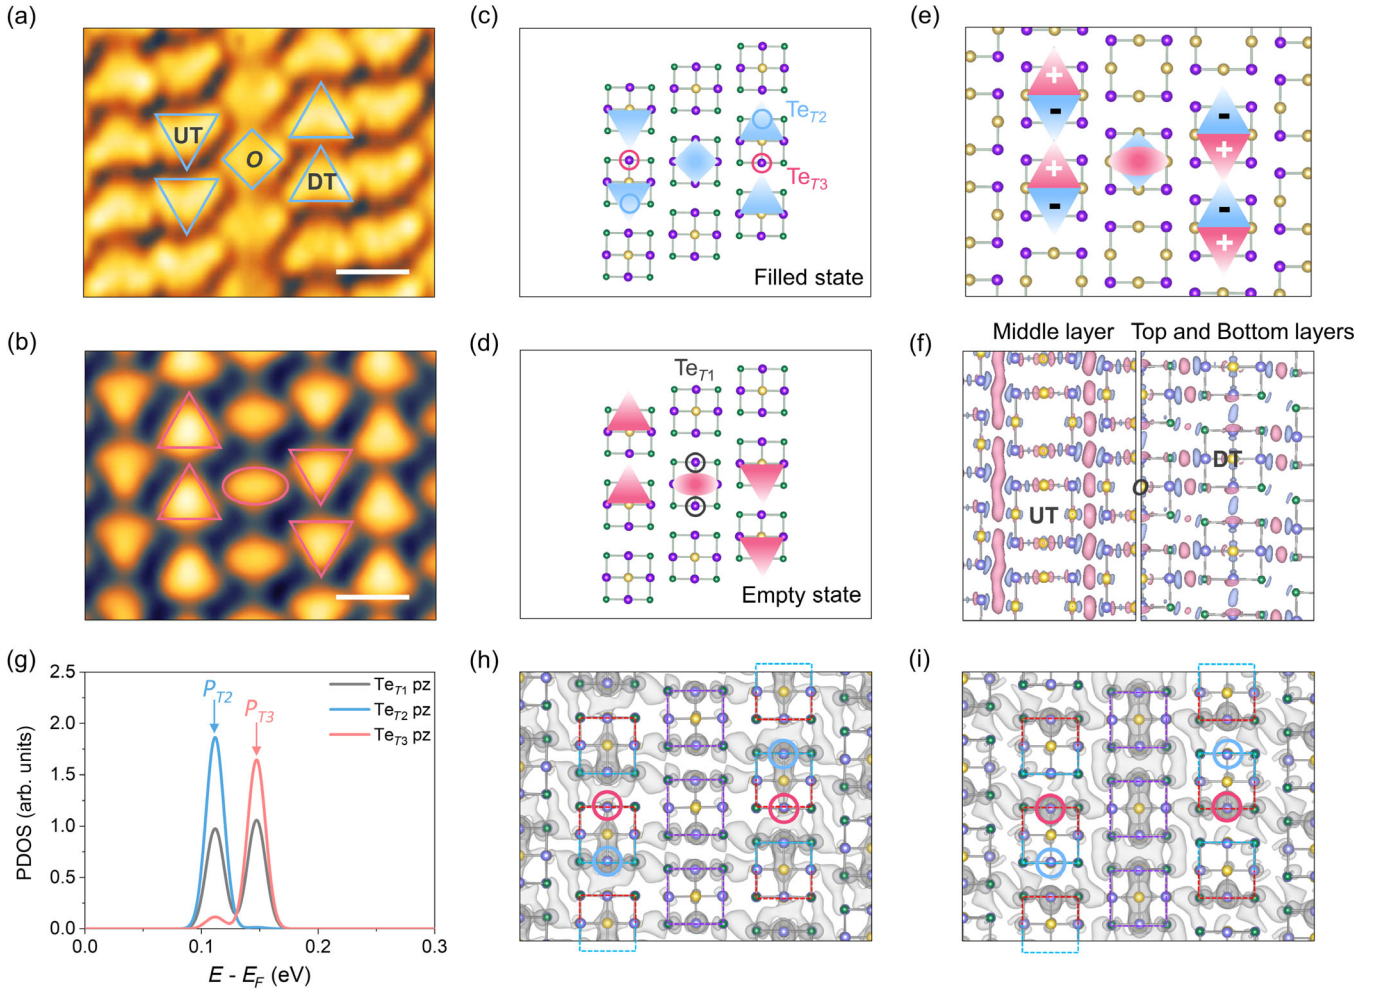 (a)
UT
O
DT
(b)
(c)
Te_T2
Te_T3
Filled state
(d)
Te_T1
Empty state
(e)
+
-
+
-
-
+
-
+
(f)
Middle layer
Top and Bottom layers
UT
O
DT
(g)
PDOS (arb. units)
2.5
2.0
1.5
1.0
0.5
0.0
P_T2
P_T3
Te_T1 pz
Te_T2 pz
Te_T3 pz
0.0 0.1 0.2 0.3
E - E_F (eV)
(h)
(i)